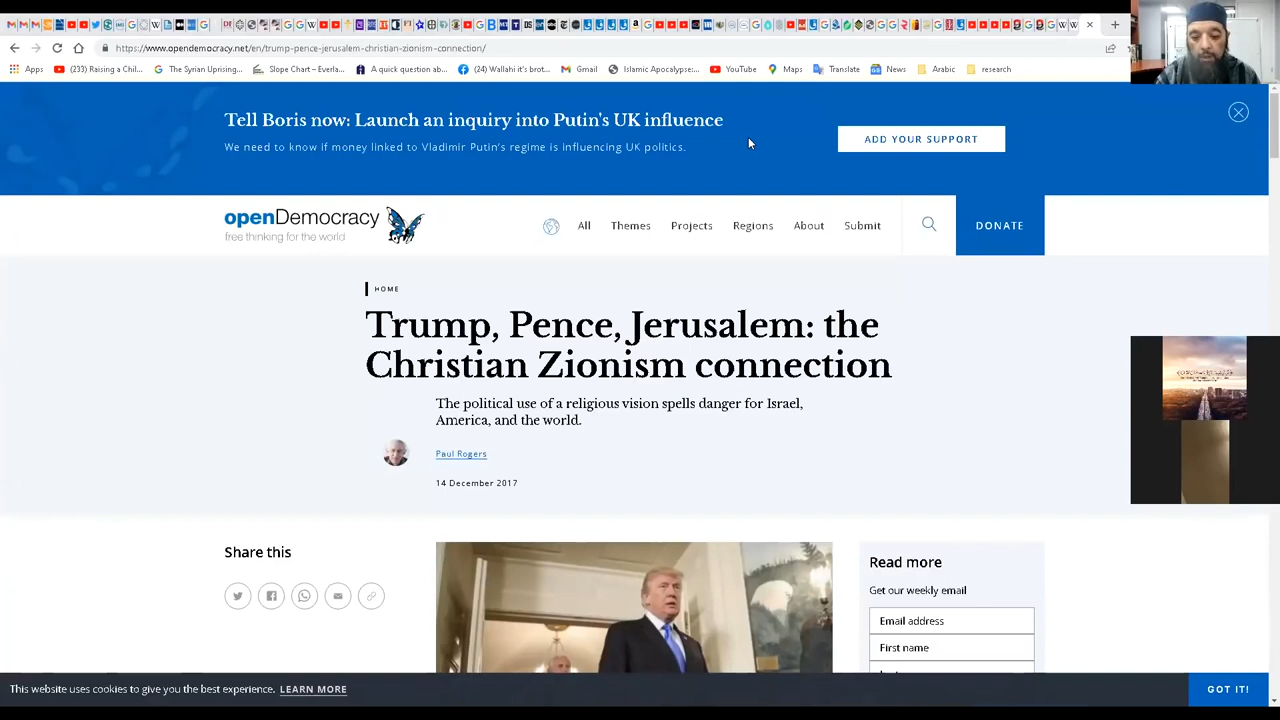 https://www.opendemocracy.net/en/trump-pence-jerusalem-christian-zionism-connection/
Apps
(233) Raising a Chil...
The Syrian Uprising...
Slope Chart – Everla...
A quick question ab...
(24) Wallahi it's brot...
Gmail
Islamic Apocalypse:...
YouTube
Maps
Translate
News
Arabic
research
Tell Boris now: Launch an inquiry into Putin's UK influence
We need to know if money linked to Vladimir Putin's regime is influencing UK politics.
ADD YOUR SUPPORT
openDemocracy
free thinking for the world
All
Themes
Projects
Regions
About
Submit
DONATE
HOME
Trump, Pence, Jerusalem: the
Christian Zionism connection
The political use of a religious vision spells danger for Israel,
America, and the world.
Paul Rogers
14 December 2017
Share this
Read more
Get our weekly email
Email address
First name
This website uses cookies to give you the best experience. LEARN MORE
GOT IT!